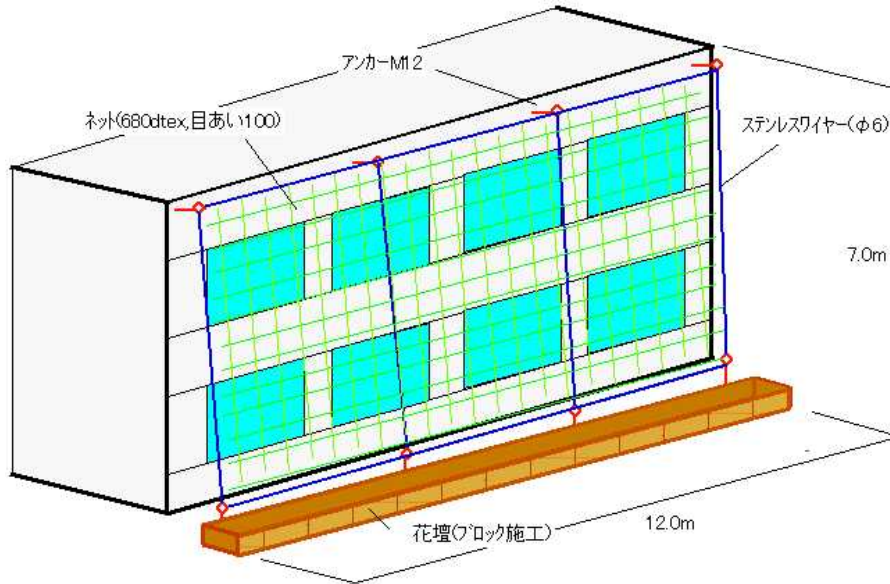 アンカーM12
ネット(680dtex,目あい100)
ステンレスワイヤー(φ6)
7.0m
12.0m
花壇(ブロック施工)